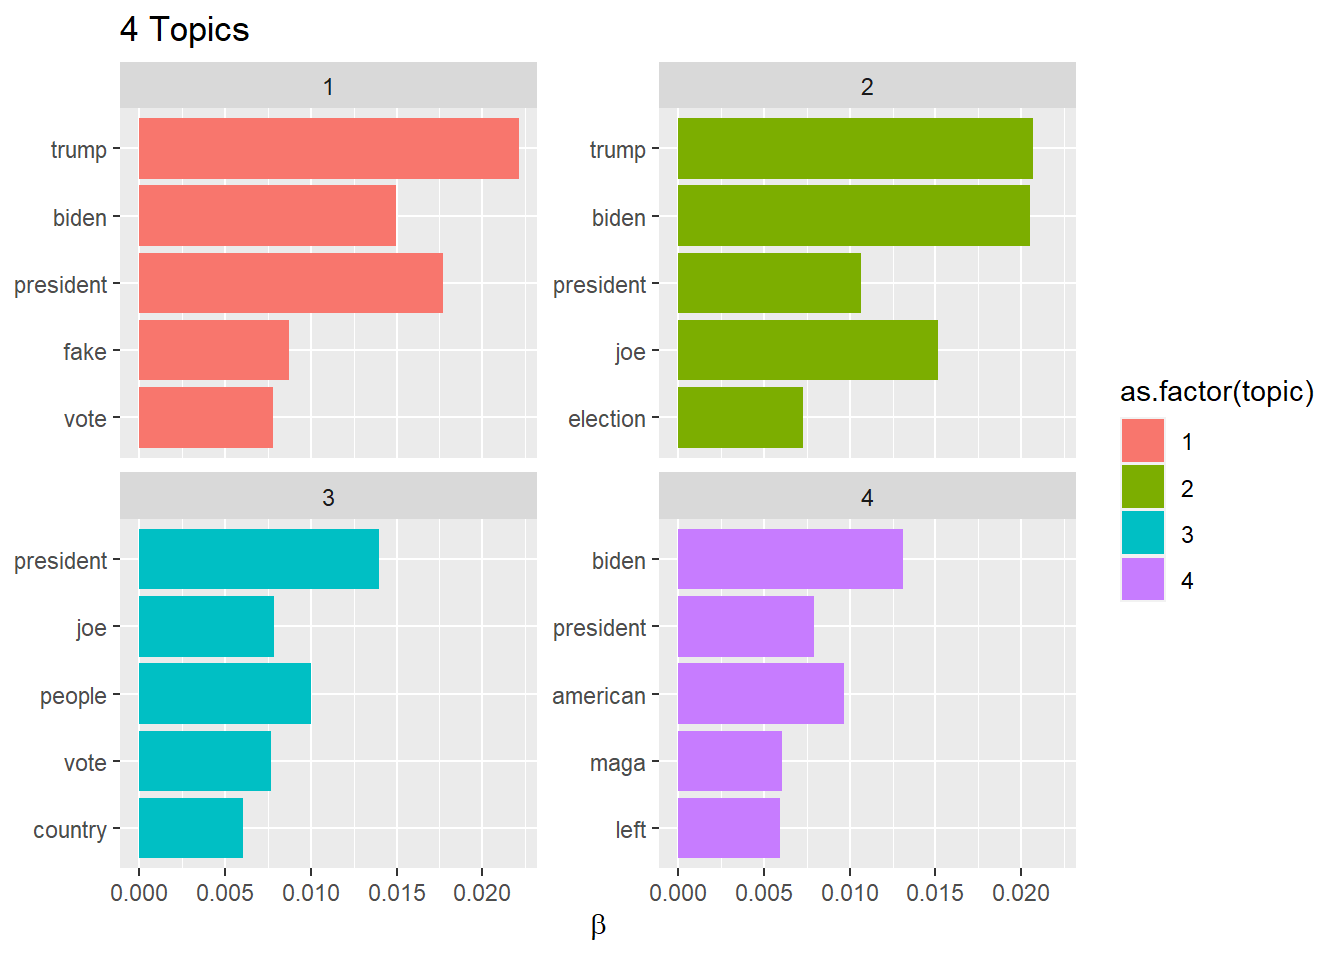 4 Topics
1
trump
biden
president
fake
vote
2
trump
biden
president
joe
election
3
president
joe
people
vote
country
0.000 0.005 0.010 0.015 0.020
4
biden
president
american
maga
left
0.000 0.005 0.010 0.015 0.020
β
as.factor(topic)
1
2
3
4